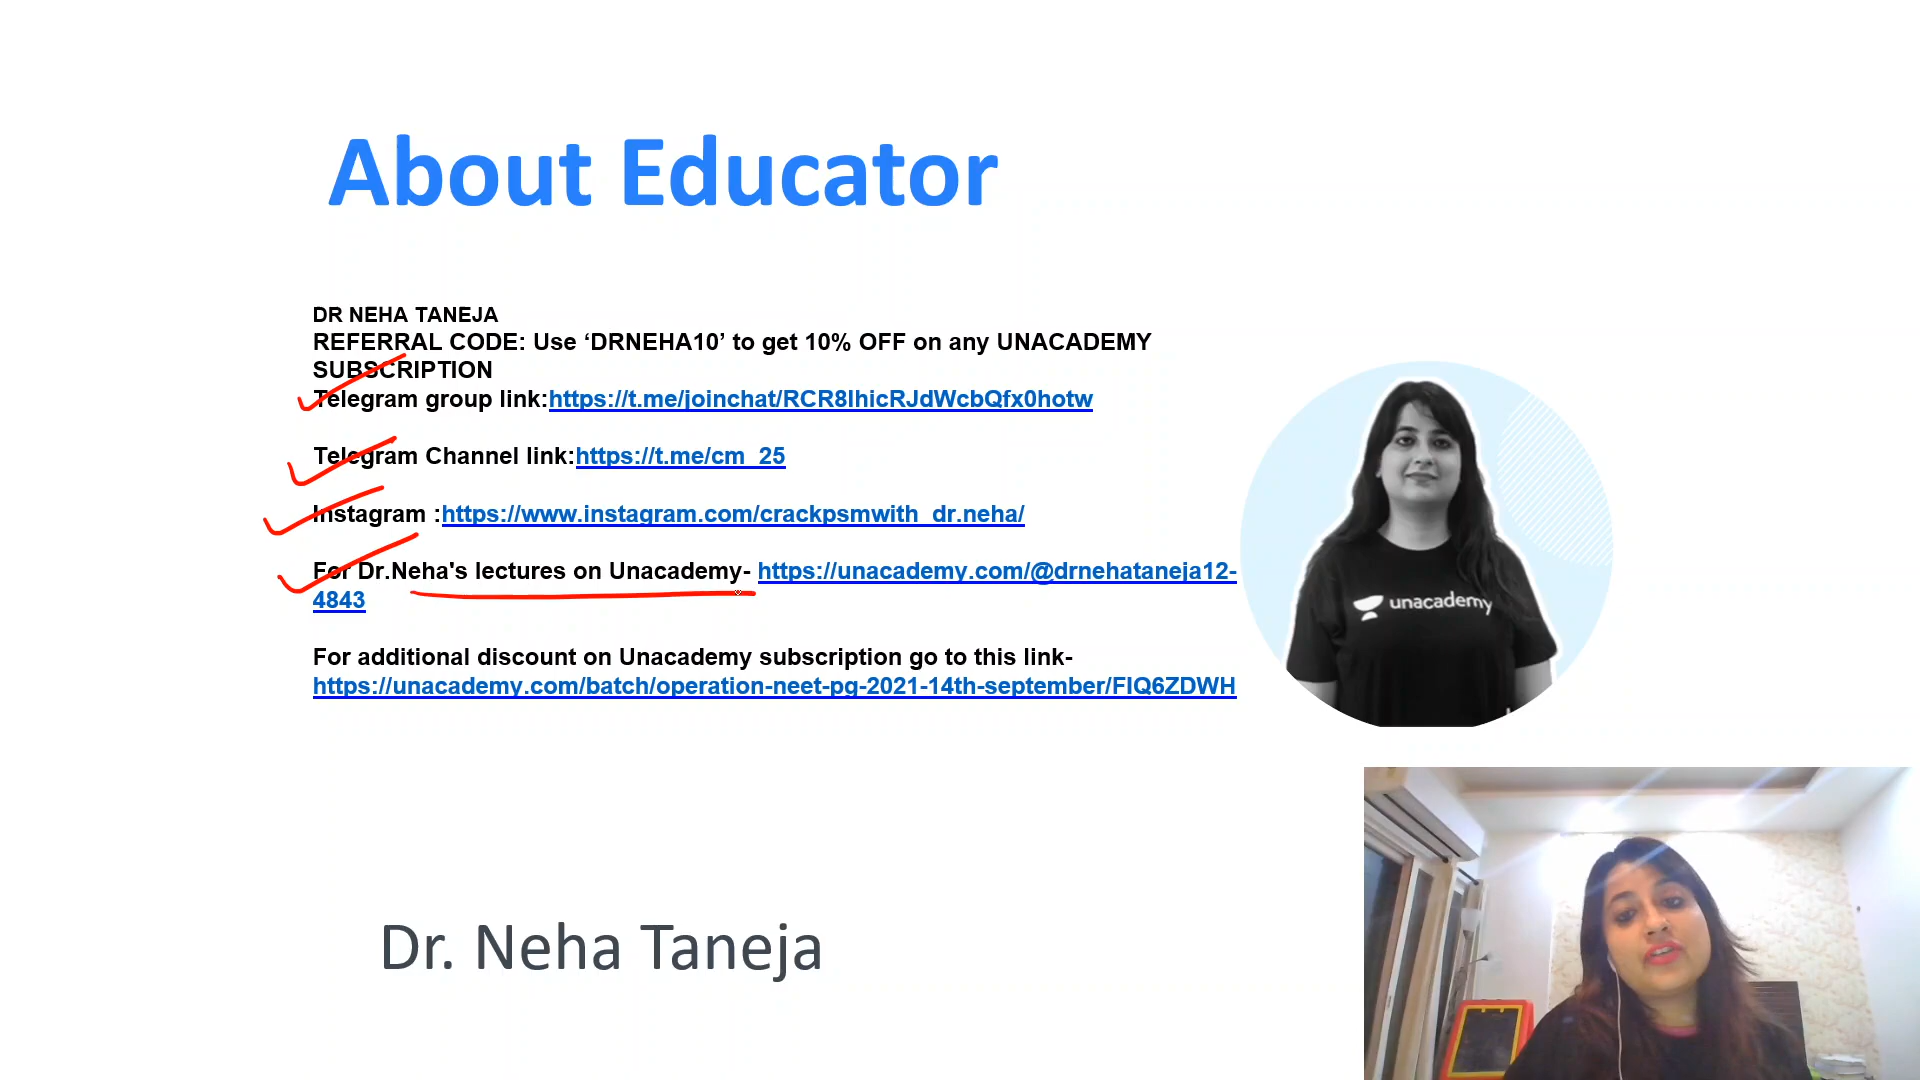 About Educator
DR NEHA TANEJA
REFERRAL CODE: Use ‘DRNEHA10’ to get 10% OFF on any UNACADEMY
SUBSCRIPTION
Telegram group link:https://t.me/joinchat/RCR8IhicRJdWcbQfx0hotw
Telegram Channel link:https://t.me/cm_25
Instagram :https://www.instagram.com/crackpsmwith_dr.neha/
For Dr.Neha's lectures on Unacademy- https://unacademy.com/@drnehataneja12-
4843
For additional discount on Unacademy subscription go to this link-
https://unacademy.com/batch/operation-neet-pg-2021-14th-september/FIQ6ZDWH
unacademy
Dr. Neha Taneja